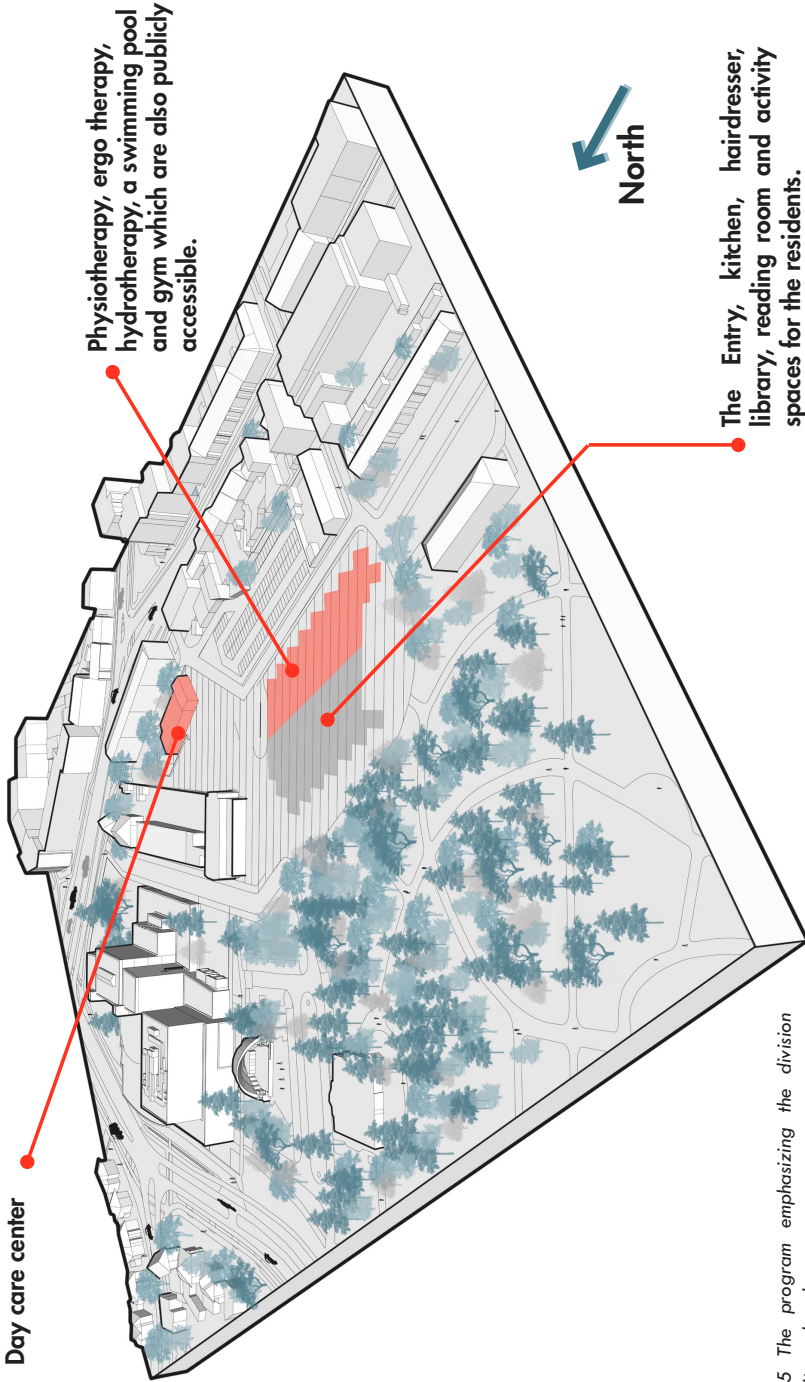 Day care center
Physiotherapy, ergo therapy,
hydrotherapy, a swimming pool
and gym which are also publicly
accessible.
North
The Entry, kitchen, hairdresser,
library, reading room and activity
spaces for the residents.
5 The program emphasizing the division